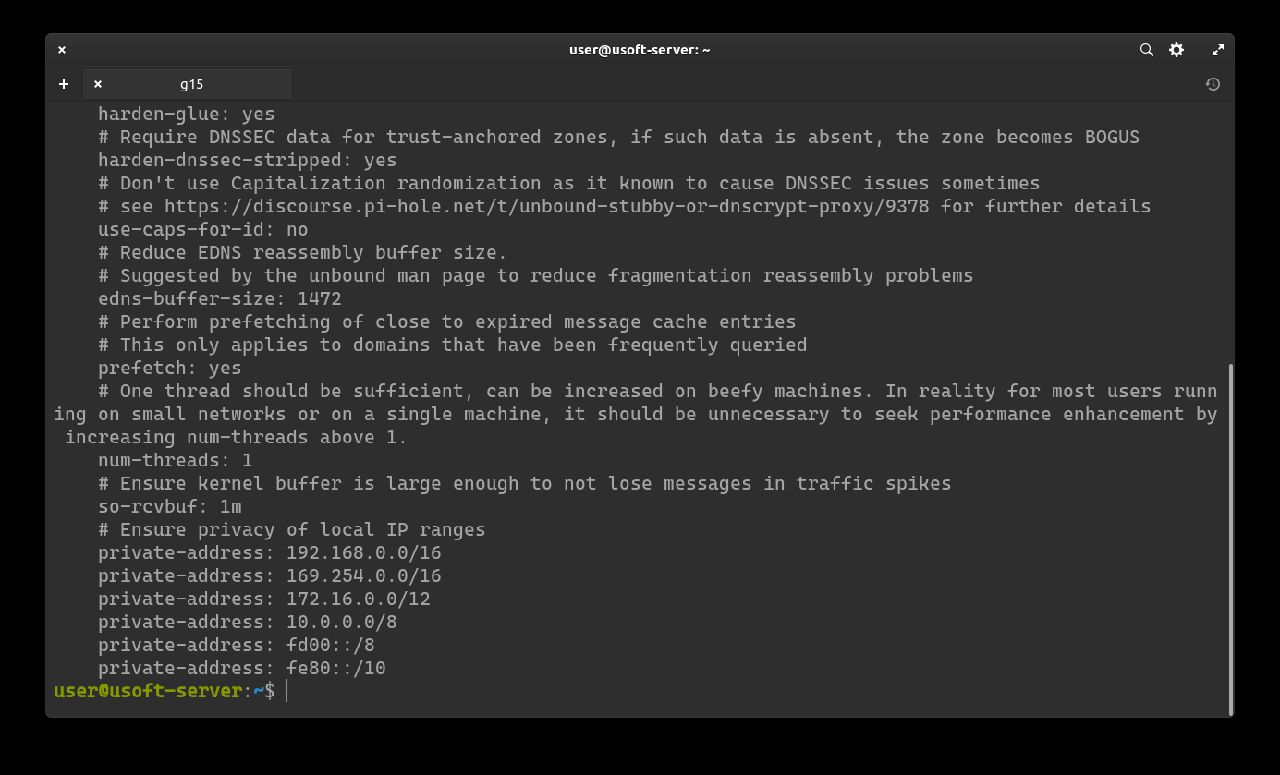 user@usoft-server: ~
g15
harden-glue: yes
# Require DNSSEC data for trust-anchored zones, if such data is absent, the zone becomes BOGUS
harden-dnssec-stripped: yes
# Don't use Capitalization randomization as it known to cause DNSSEC issues sometimes
# see https://discourse.pi-hole.net/t/unbound-stubby-or-dnscrypt-proxy/9378 for further details
use-caps-for-id: no
# Reduce EDNS reassembly buffer size.
# Suggested by the unbound man page to reduce fragmentation reassembly problems
edns-buffer-size: 1472
# Perform prefetching of close to expired message cache entries
# This only applies to domains that have been frequently queried
prefetch: yes
# One thread should be sufficient, can be increased on beefy machines. In reality for most users runn
ing on small networks or on a single machine, it should be unnecessary to seek performance enhancement by
increasing num-threads above 1.
num-threads: 1
# Ensure kernel buffer is large enough to not lose messages in traffic spikes
so-rcvbuf: 1m
# Ensure privacy of local IP ranges
private-address: 192.168.0.0/16
private-address: 169.254.0.0/16
private-address: 172.16.0.0/12
private-address: 10.0.0.0/8
private-address: fd00::/8
private-address: fe80::/10
user@usoft-server:~$